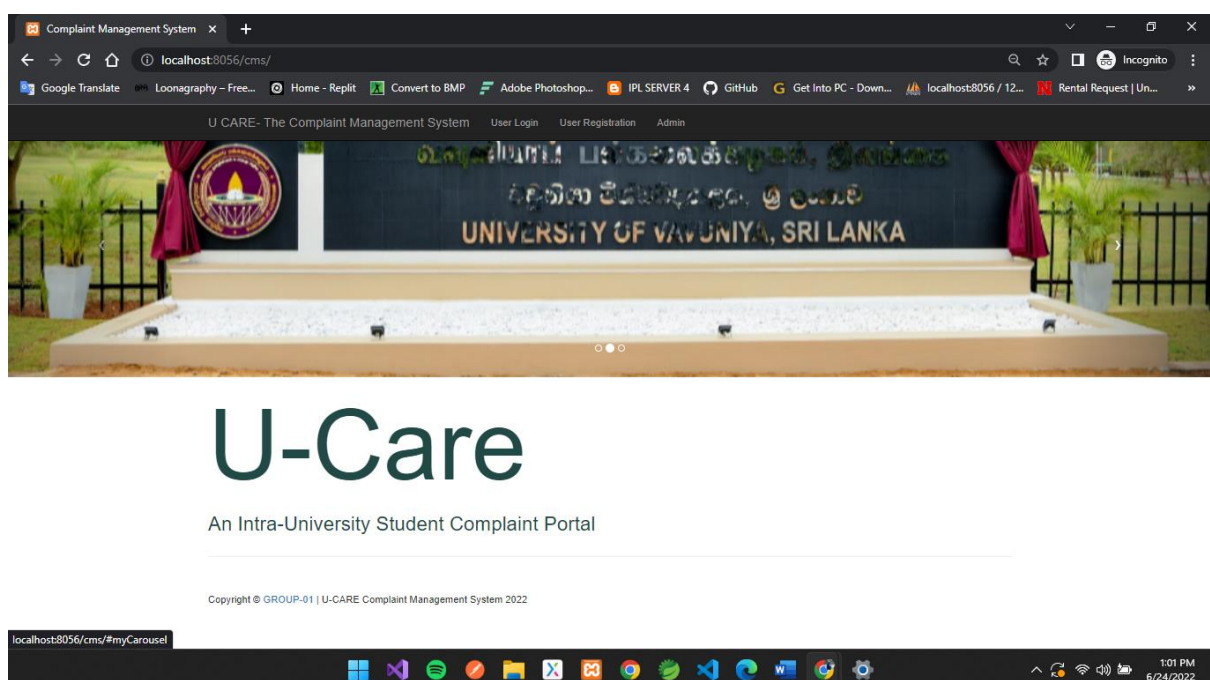 Complaint Management System
localhost:8056/cms/
Incognito
Google Translate
Loonagraphy – Free...
Home - Replit
Convert to BMP
Adobe Photoshop...
IPL SERVER 4
GitHub
Get Into PC - Down...
localhost:8056 / 12...
Rental Request | Un...
»
U CARE- The Complaint Management System
User Login
User Registration
Admin
UNIVERSITY OF VAVUNIYA, SRI LANKA
U-Care
An Intra-University Student Complaint Portal
Copyright © GROUP-01 | U-CARE Complaint Management System 2022
localhost:8056/cms/#myCarousel
1:01 PM
6/24/2022